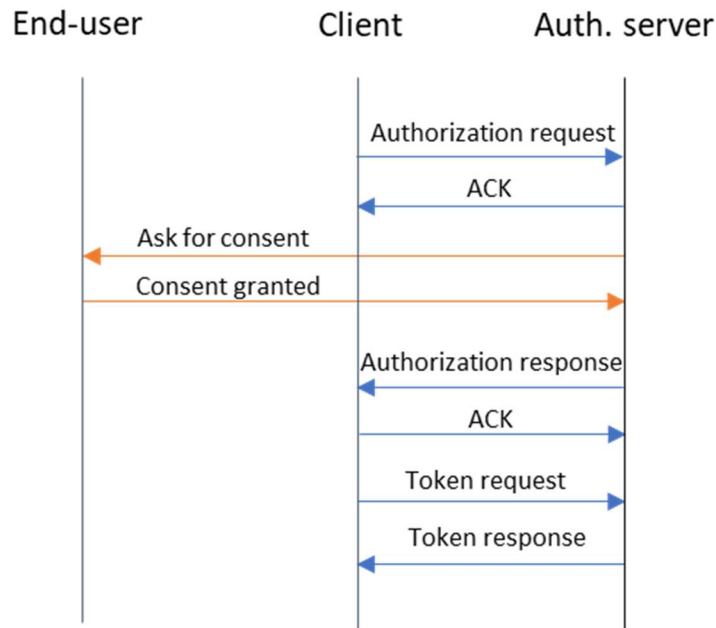 End-user
Client
Auth. server
Authorization request
ACK
Ask for consent
Consent granted
Authorization response
ACK
Token request
Token response